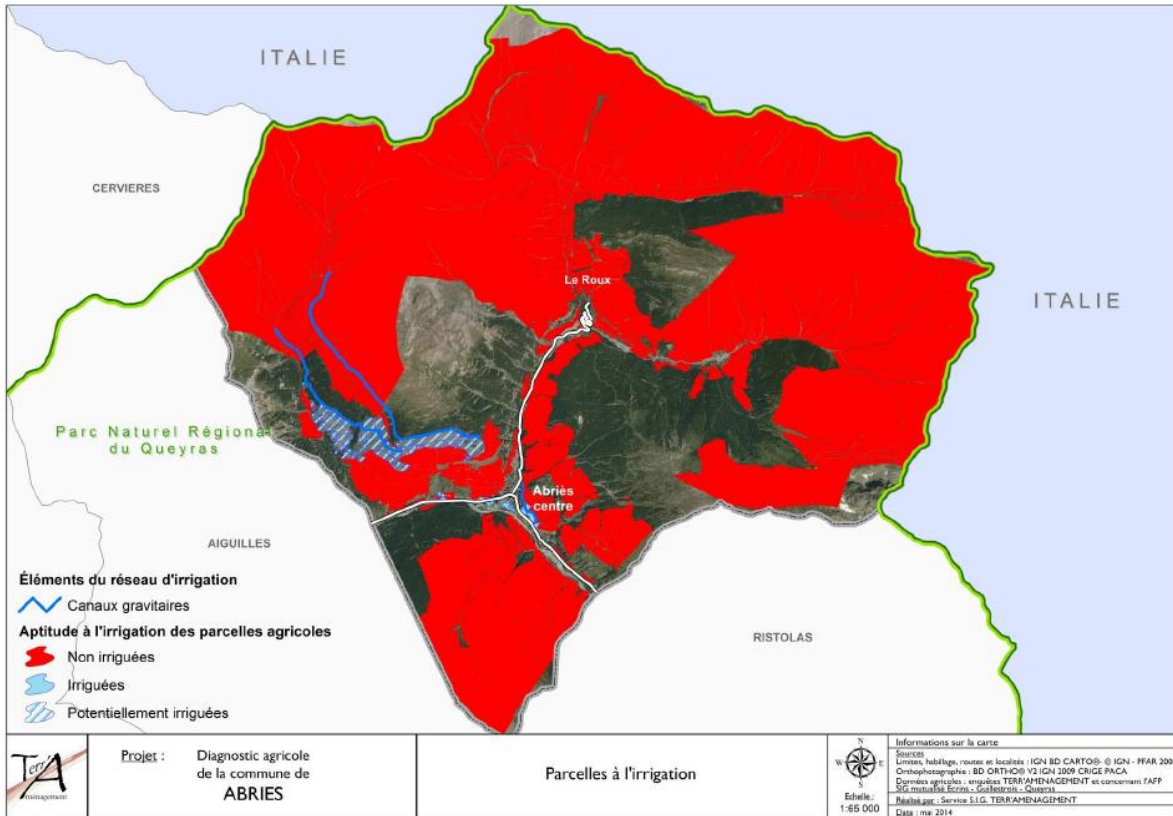 ITALIE
CERVIERES
Le Roux
ITALIE
Parc Naturel Régional
du Queyras
Abriès
centre
AIGUILLES
RISTOLAS
Éléments du réseau d'irrigation
Canaux gravitaires
Aptitude à l'irrigation des parcelles agricoles
Non irriguées
Irriguées
Potentiellement irriguées
Terr'A
ménagement
Projet :
Diagnostic agricole
de la commune de
ABRIES
Parcelles à l'irrigation
N
W
E
S
Echelle :
1:65 000
Informations sur la carte
Sources
Limites, habillage, routes et localités : IGN BD CARTO® © IGN - PFAR 200
Orthophotographie : BD ORTHO® V2 IGN 2009 CRIGE PACA
Données agricoles : enquêtes TERR'AMENAGEMENT et concernant l'AFP
SIG mutualisé Ecrins - Guillestrois - Queyras
Réalisé par : Service S.I.G. TERR'AMENAGEMENT
Date : mai 2014